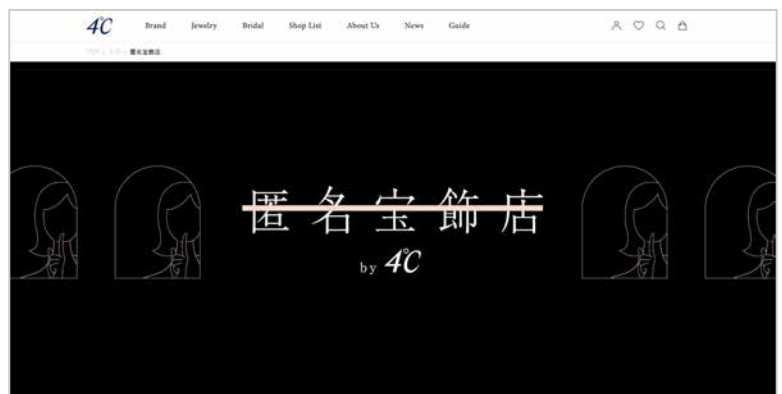 4℃ Brand Jewelry Bridal Shop List About Us News Guide
匿名宝飾店
匿名宝飾店
by 4℃